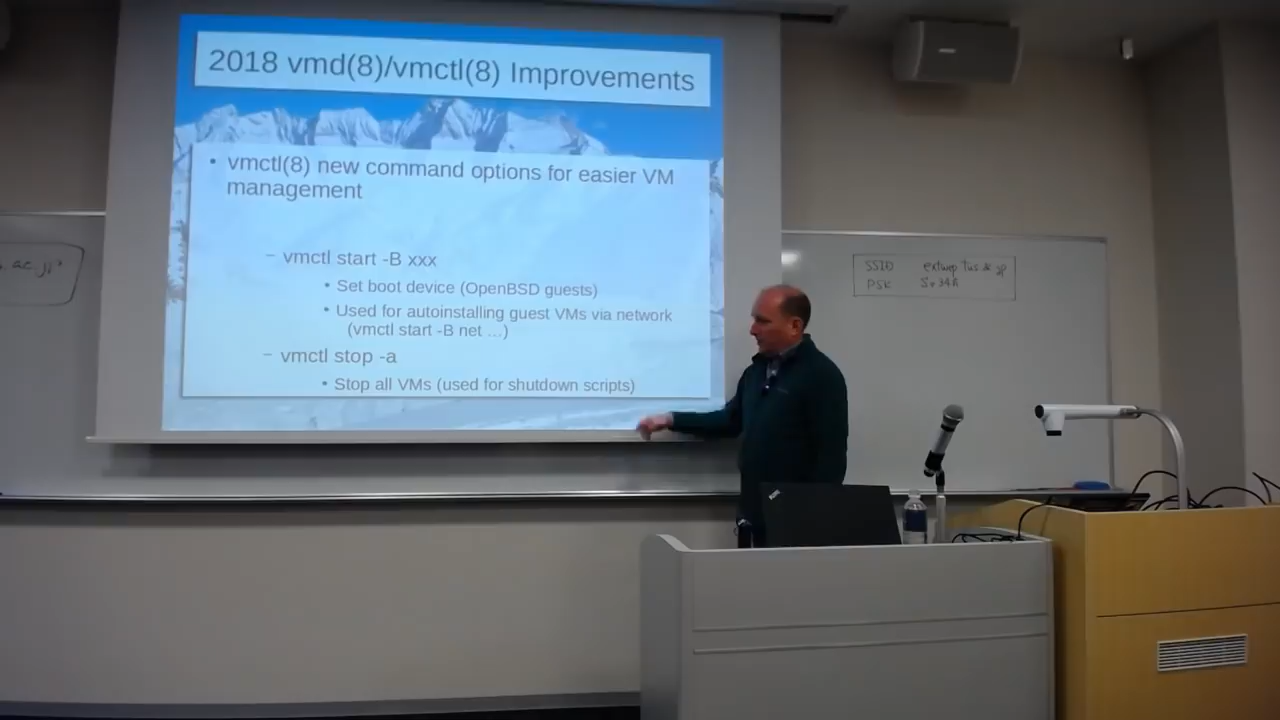 2018 vmd(8)/vmctl(8) Improvements
• vmctl(8) new command options for easier VM
management
– vmctl start -B xxx
• Set boot device (OpenBSD guests)
• Used for autoinstalling guest VMs via network
(vmctl start -B net …)
– vmctl stop -a
• Stop all VMs (used for shutdown scripts)
SSID
PSK